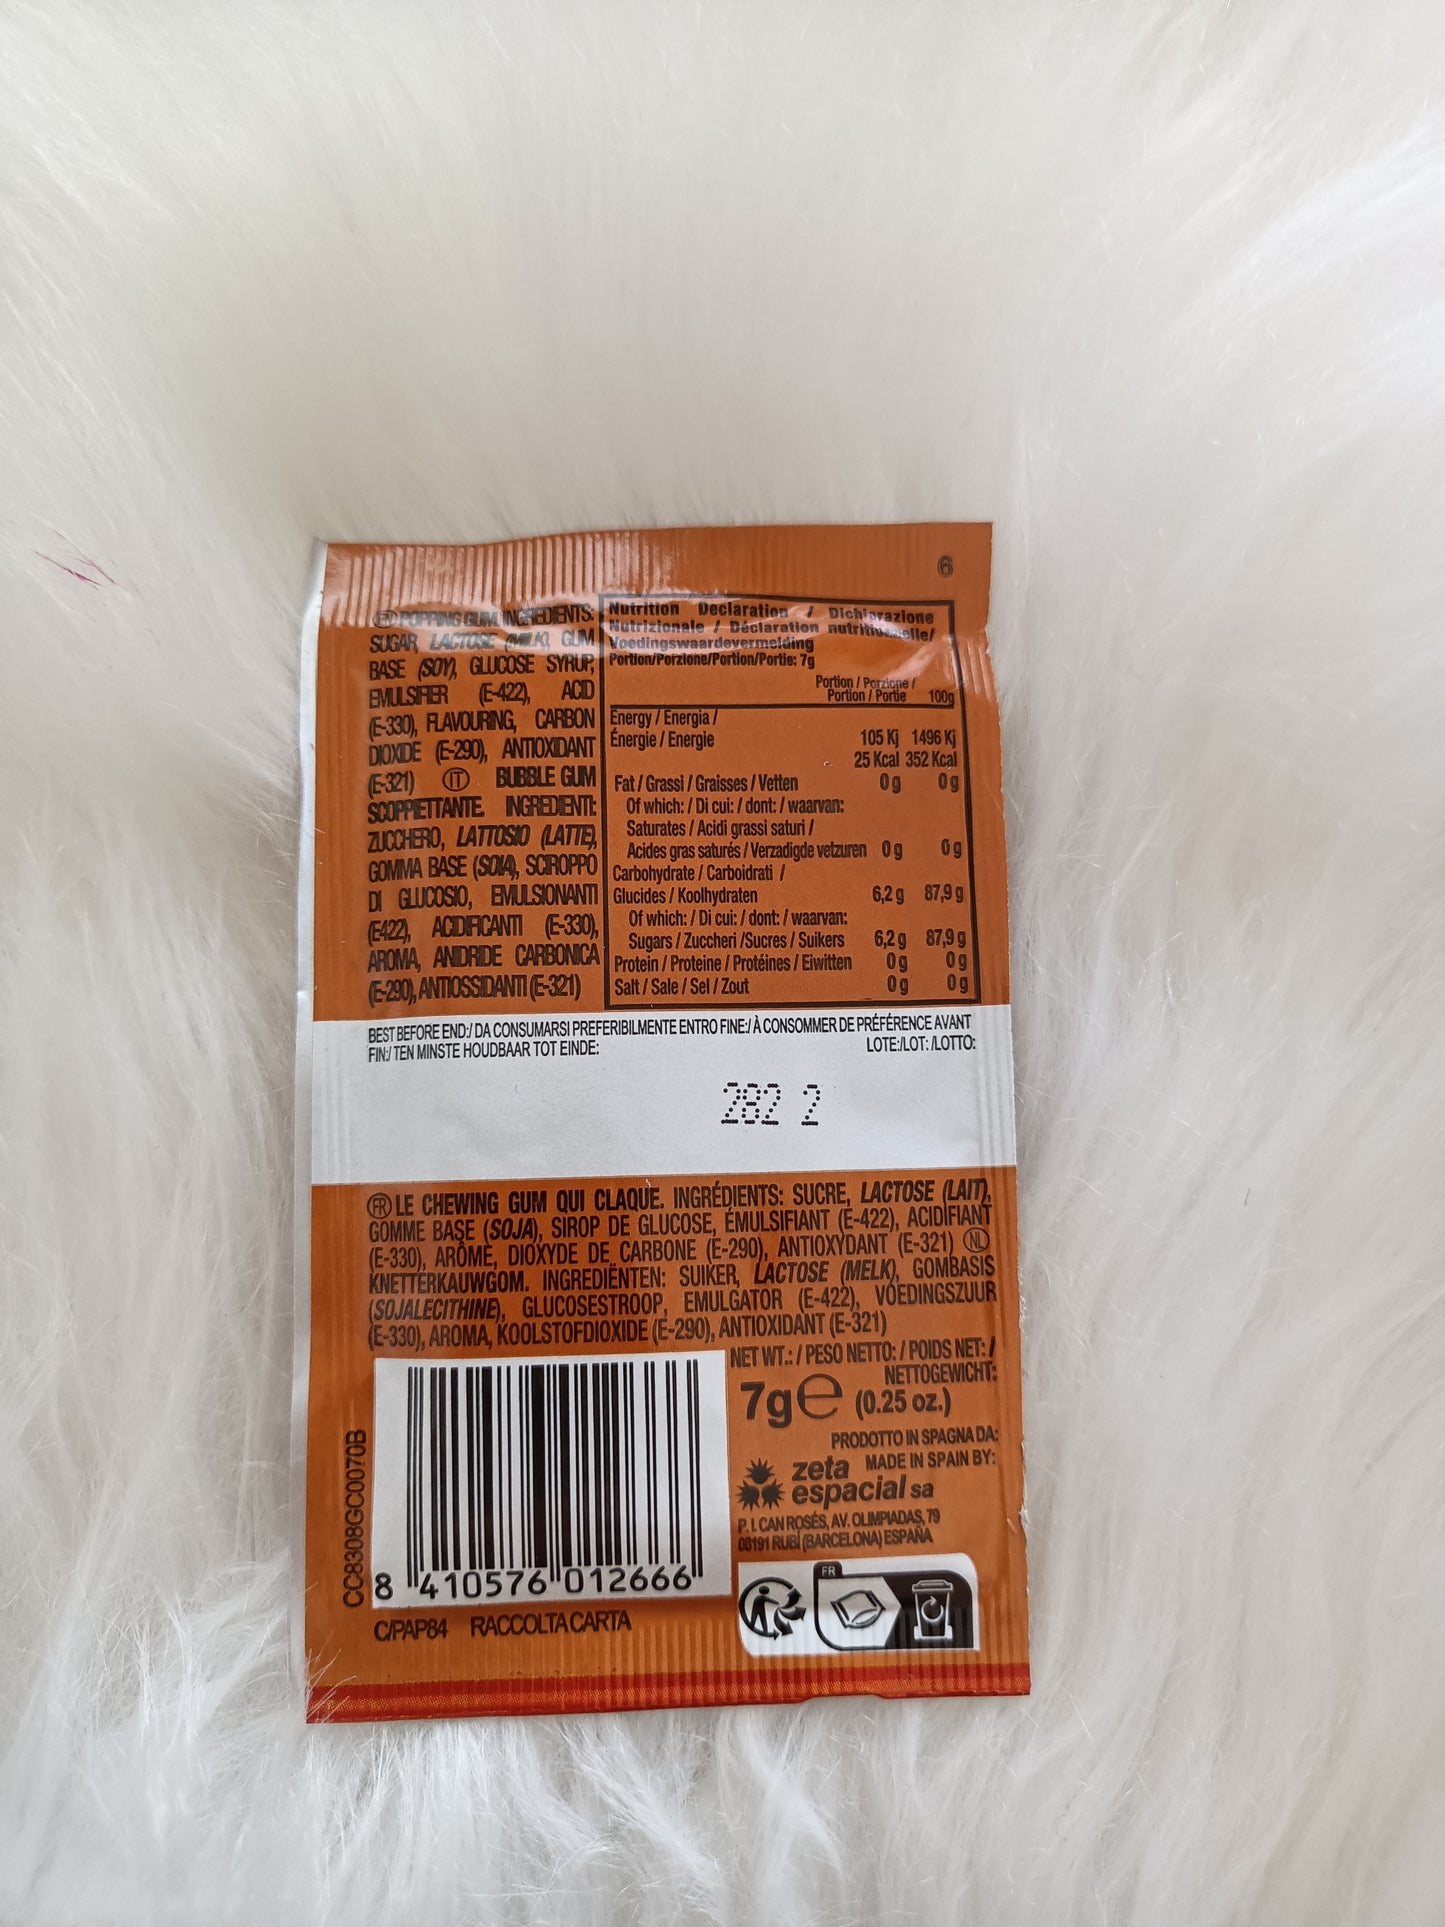 6
POPPING GUM. INGREDIENTS:
SUGAR, LACTOSE (MILK), GUM
BASE (SOY), GLUCOSE SYRUP,
EMULSIFIER (E-422), ACID
(E-330), FLAVOURING, CARBON
DIOXIDE (E-290), ANTIOXIDANT
(E-321) IT BUBBLE GUM
SCOPPIETTANTE. INGREDIENTI:
ZUCCHERO, LATTOSIO (LATTE),
GOMMA BASE (SOIA), SCIROPPO
DI GLUCOSIO, EMULSIONANTI
(E422), ACIDIFICANTI (E-330),
AROMA, ANIDRIDE CARBONICA
(E-290), ANTIOSSIDANTI (E-321)
Nutrition Declaration / Dichiarazione
Nutrizionale / Déclaration nutritionnelle/
Voedingswaardevermelding
Portion/Porzione/Portion/Portie: 7g
Portion / Porzione /
Portion / Portie 100g
Energy / Energia /
Énergie / Energie 105 Kj 1496 Kj
25 Kcal 352 Kcal
Fat / Grassi / Graisses / Vetten 0 g 0 g
Of which: / Di cui: / dont: / waarvan:
Saturates / Acidi grassi saturi /
Acides gras saturés / Verzadigde vetzuren 0 g 0 g
Carbohydrate / Carboidrati /
Glucides / Koolhydraten 6,2 g 87,9 g
Of which: / Di cui: / dont: / waarvan:
Sugars / Zuccheri /Sucres / Suikers 6,2 g 87,9 g
Protein / Proteine / Protéines / Eiwitten 0 g 0 g
Salt / Sale / Sel / Zout 0 g 0 g
BEST BEFORE END:/ DA CONSUMARSI PREFERIBILMENTE ENTRO FINE:/ À CONSOMMER DE PRÉFÉRENCE AVANT
FIN:/ TEN MINSTE HOUDBAAR TOT EINDE: LOTE:/LOT: /LOTTO:
282 2
FR LE CHEWING GUM QUI CLAQUE. INGRÉDIENTS: SUCRE, LACTOSE (LAIT),
GOMME BASE (SOJA), SIROP DE GLUCOSE, ÉMULSIFIANT (E-422), ACIDIFIANT
(E-330), ARÔME, DIOXYDE DE CARBONE (E-290), ANTIOXYDANT (E-321) NL
KNETTERKAUWGOM. INGREDIËNTEN: SUIKER, LACTOSE (MELK), GOMBASIS
(SOJALECITHINE), GLUCOSESTROOP, EMULGATOR (E-422), VOEDINGSZUUR
(E-330), AROMA, KOOLSTOFDIOXIDE (E-290), ANTIOXIDANT (E-321)
NET WT.: / PESO NETTO: / POIDS NET: /
NETTOGEWICHT:
7g e (0.25 oz.)
PRODOTTO IN SPAGNA DA:
MADE IN SPAIN BY:
zeta
espacial sa
P. I. CAN ROSÉS, AV. OLIMPIADAS, 79
08191 RUBÍ (BARCELONA) ESPAÑA
FR
CC8308GC0070B
8 410576 012666
C/PAP84 RACCOLTA CARTA